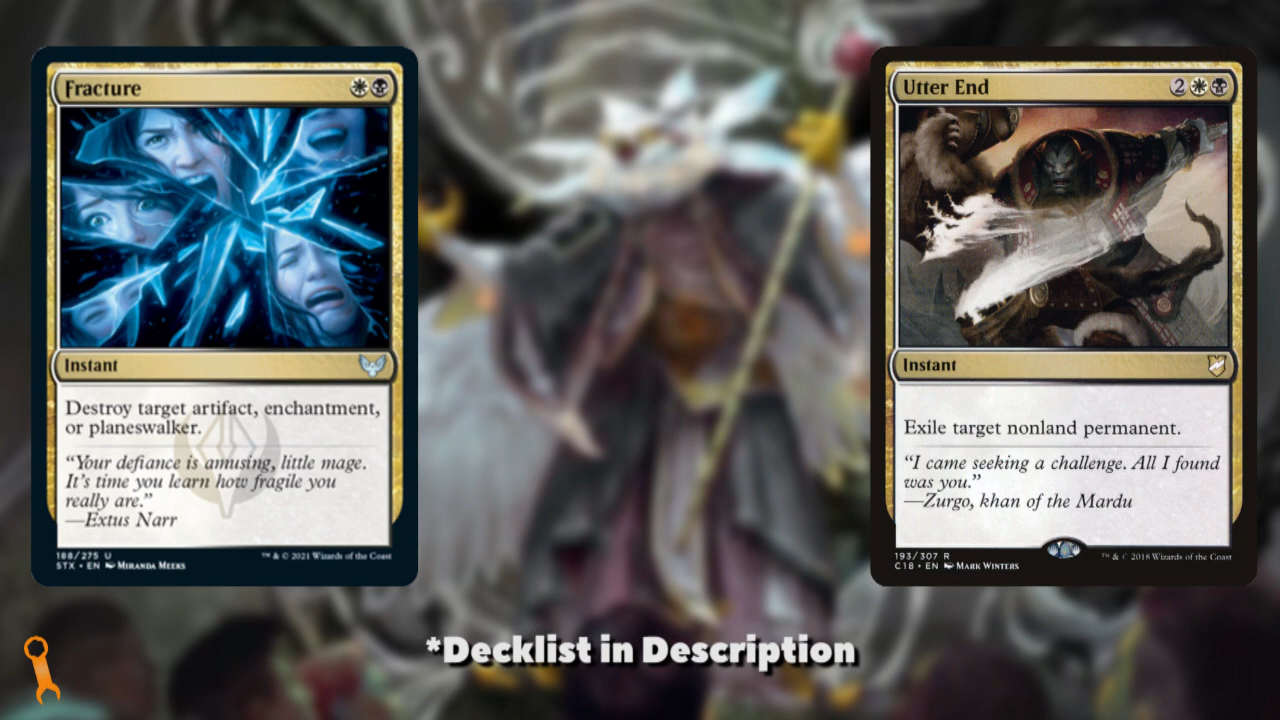 Fracture
Instant
Destroy target artifact, enchantment,
or planeswalker.
“Your defiance is amusing, little mage.
It’s time you learn how fragile you
really are.”
—Extus Narr
188/275 U
STX • EN MIRANDA MEEKS
™ & © 2021 Wizards of the Coast
Utter End
2
Instant
Exile target nonland permanent.
“I came seeking a challenge. All I found
was you.”
—Zurgo, khan of the Mardu
193/307 R
C18 • EN MARK WINTERS
™ & © 2018 Wizards of the Coast
*Decklist in Description